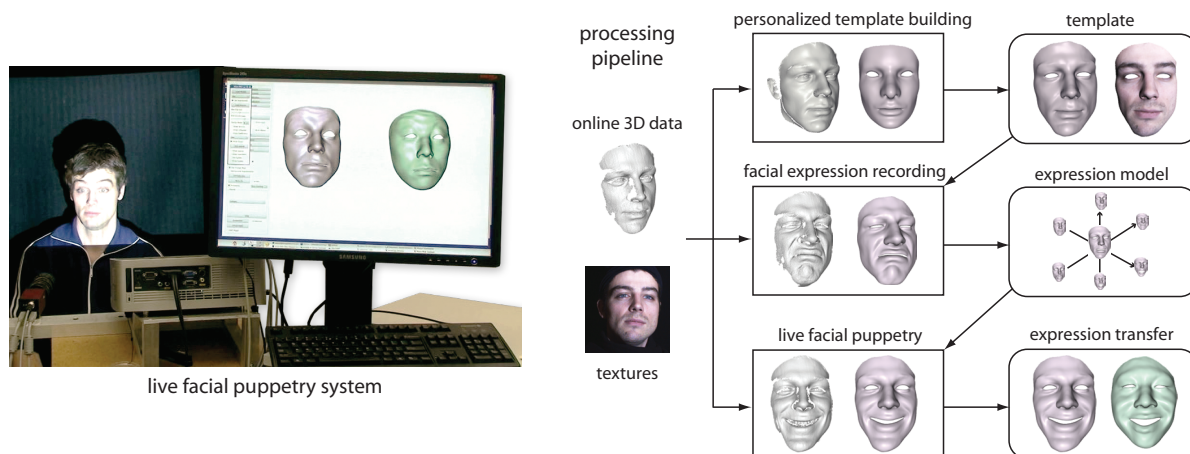 live facial puppetry system
SAMSUNG
processing
pipeline
online 3D data
textures
personalized template building
template
facial expression recording
expression model
live facial puppetry
expression transfer